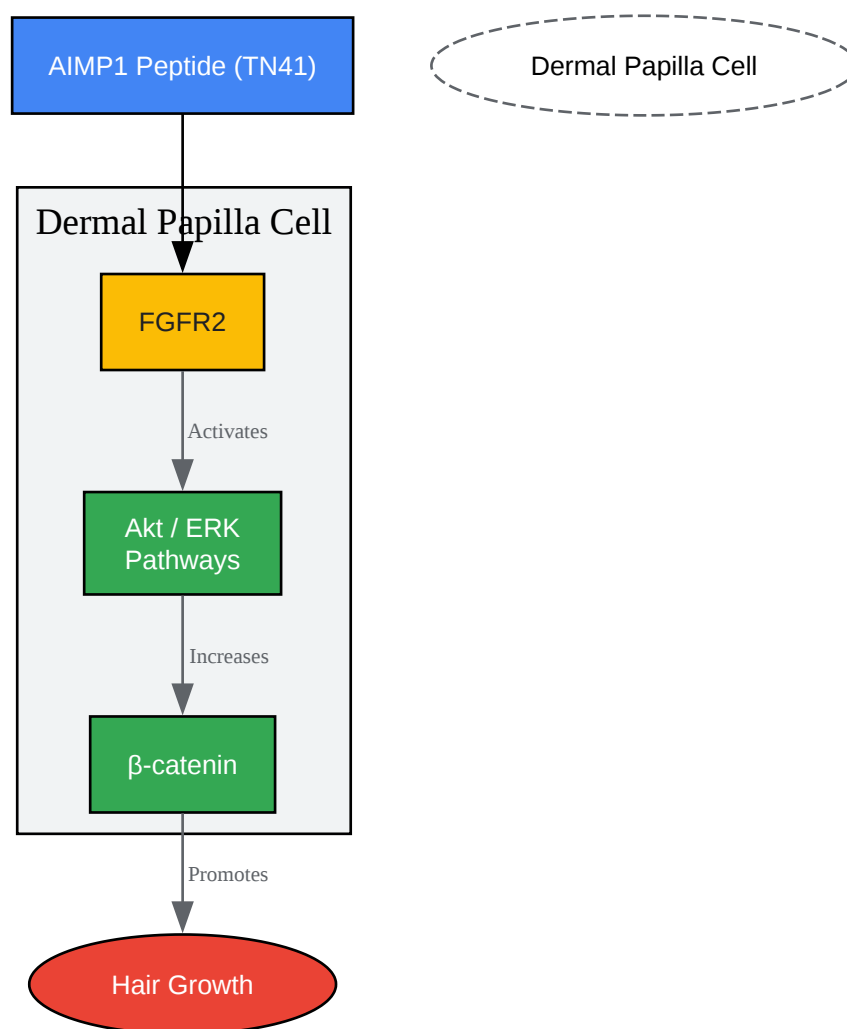 AIMP1 Peptide (TN41)
Dermal Papilla Cell
Dermal Papilla Cell
FGFR2
Activates
Akt / ERK
Pathways
Increases
β-catenin
Promotes
Hair Growth